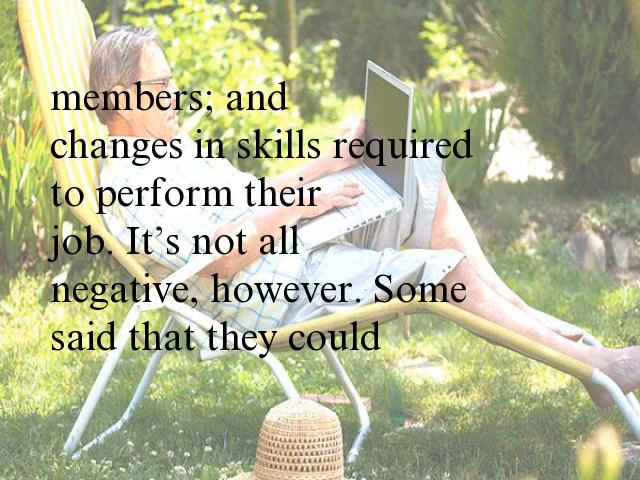 members; and
changes in skills required
to perform their
job. It’s not all
negative, however. Some
said that they could